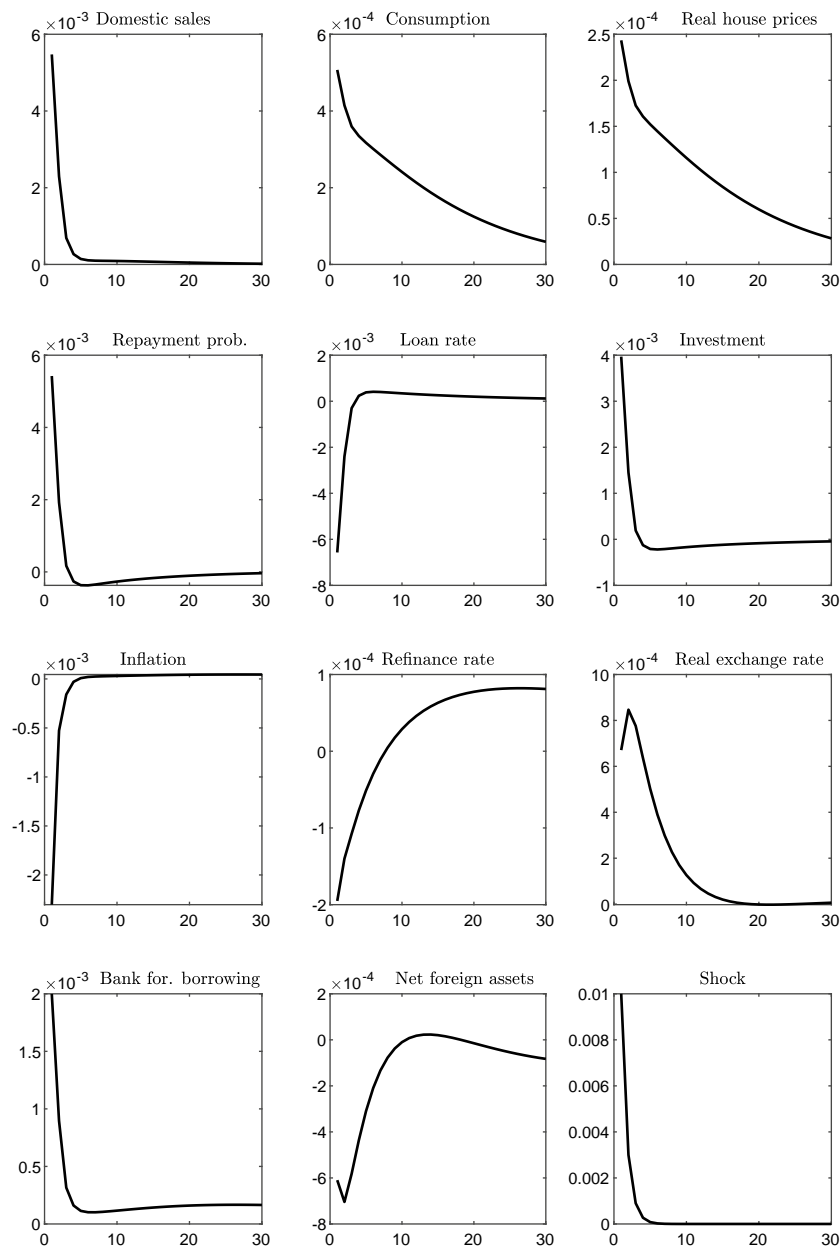 ×10⁻³ Domestic sales
6
4
2
0
0 10 20 30
×10⁻⁴ Consumption
6
4
2
0
0 10 20 30
×10⁻⁴ Real house prices
2.5
2
1.5
1
0.5
0
0 10 20 30
×10⁻³ Repayment prob.
6
4
2
0
0 10 20 30
×10⁻³ Loan rate
2
0
-2
-4
-6
-8
0 10 20 30
×10⁻³ Investment
4
3
2
1
0
-1
0 10 20 30
×10⁻³ Inflation
0
-0.5
-1
-1.5
-2
0 10 20 30
×10⁻⁴ Refinance rate
1
0
-1
-2
0 10 20 30
×10⁻⁴ Real exchange rate
10
8
6
4
2
0
0 10 20 30
×10⁻³ Bank for. borrowing
2
1.5
1
0.5
0
0 10 20 30
×10⁻⁴ Net foreign assets
2
0
-2
-4
-6
-8
0 10 20 30
Shock
0.01
0.008
0.006
0.004
0.002
0
0 10 20 30